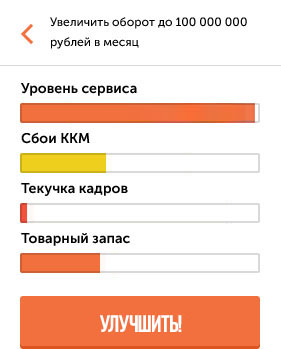 Увеличить оборот до 100 000 000
рублей в месяц
Уровень сервиса
Сбои ККМ
Текучка кадров
Товарный запас
УЛУЧШИТЬ!